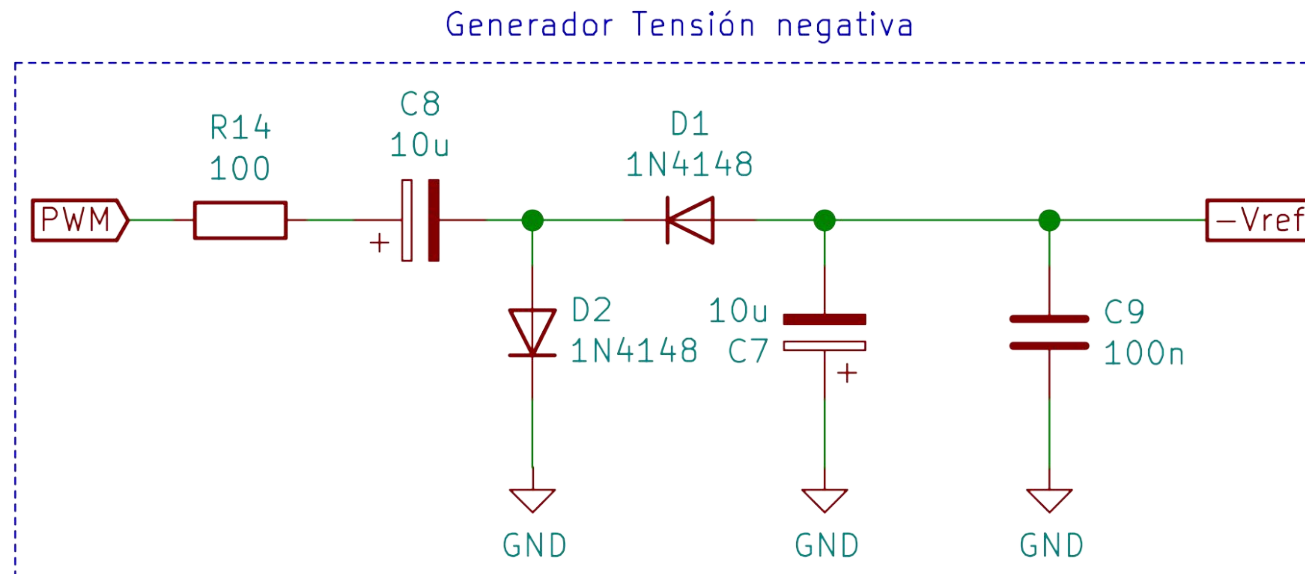 Generador Tensión negativa
C8
10u
R14
100
D1
1N4148
PWM
+
-Vref
D2
1N4148
10u
C7
+
C9
100n
GND
GND
GND